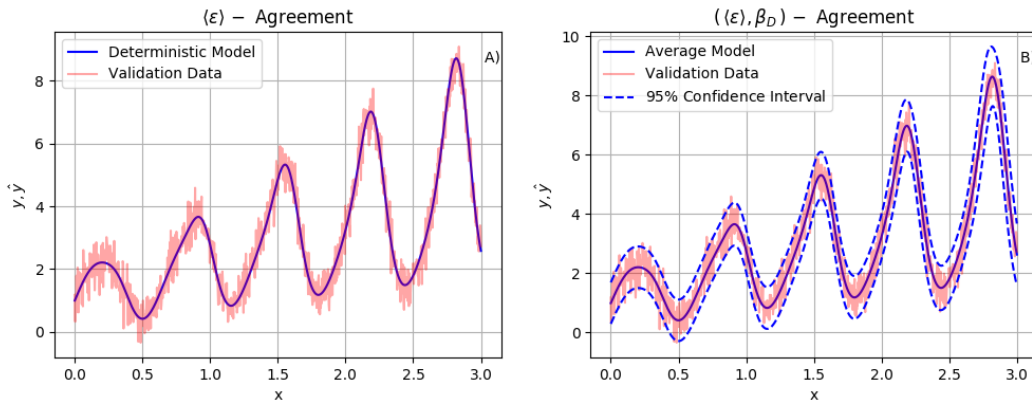 ⟨ε⟩ − Agreement
Deterministic Model
Validation Data
A)
8
6
4
2
0
y, ŷ
0.0 0.5 1.0 1.5 2.0 2.5 3.0
x
(⟨ε⟩, β_D) − Agreement
Average Model
Validation Data
95% Confidence Interval
B
10
8
6
4
2
0
y, ŷ
0.0 0.5 1.0 1.5 2.0 2.5 3.0
x